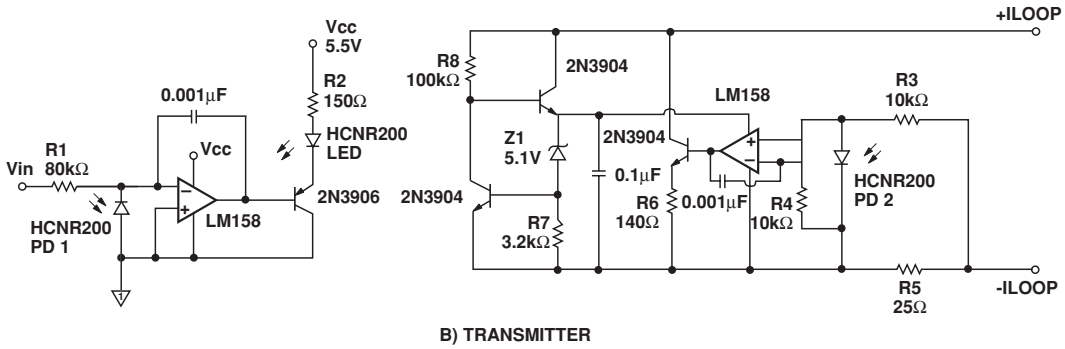 +ILOOP
Vcc
5.5V
R8
100kΩ
2N3904
R2
150Ω
LM158
R3
10kΩ
0.001µF
HCNR200
LED
Z1
5.1V
2N3904
Vcc
R1
80kΩ
Vin
+
−
−
+
2N3906
2N3904
0.1µF
HCNR200
PD 2
LM158
HCNR200
PD 1
R7
3.2kΩ
R6
140Ω
0.001µF
R4
10kΩ
1
R5
25Ω
-ILOOP
B) TRANSMITTER